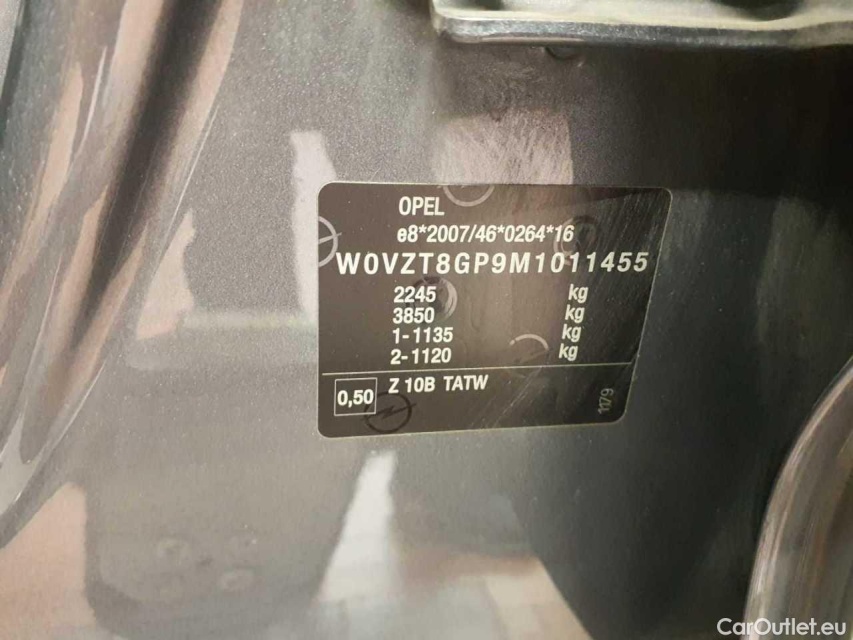 OPEL
e8*2007/46*0264*16
W0VZT8GP9M1011455
2245 kg
3850 kg
1-1135 kg
2-1120 kg
0,50 Z 10B TATW
1179
CarOutlet.eu